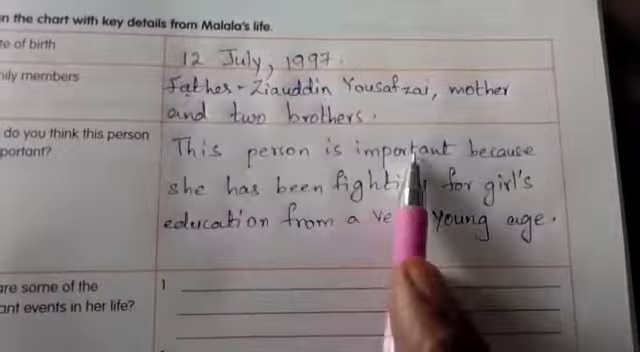 n the chart with key details from Malala's life.
te of birth
12 July, 1997.
nily members
Father - Ziauddin Yousafzai, mother
and two brothers.
do you think this person
portant?
This person is important because
she has been fighti for girl's
education from a ve young age.
are some of the
ant events in her life?
1